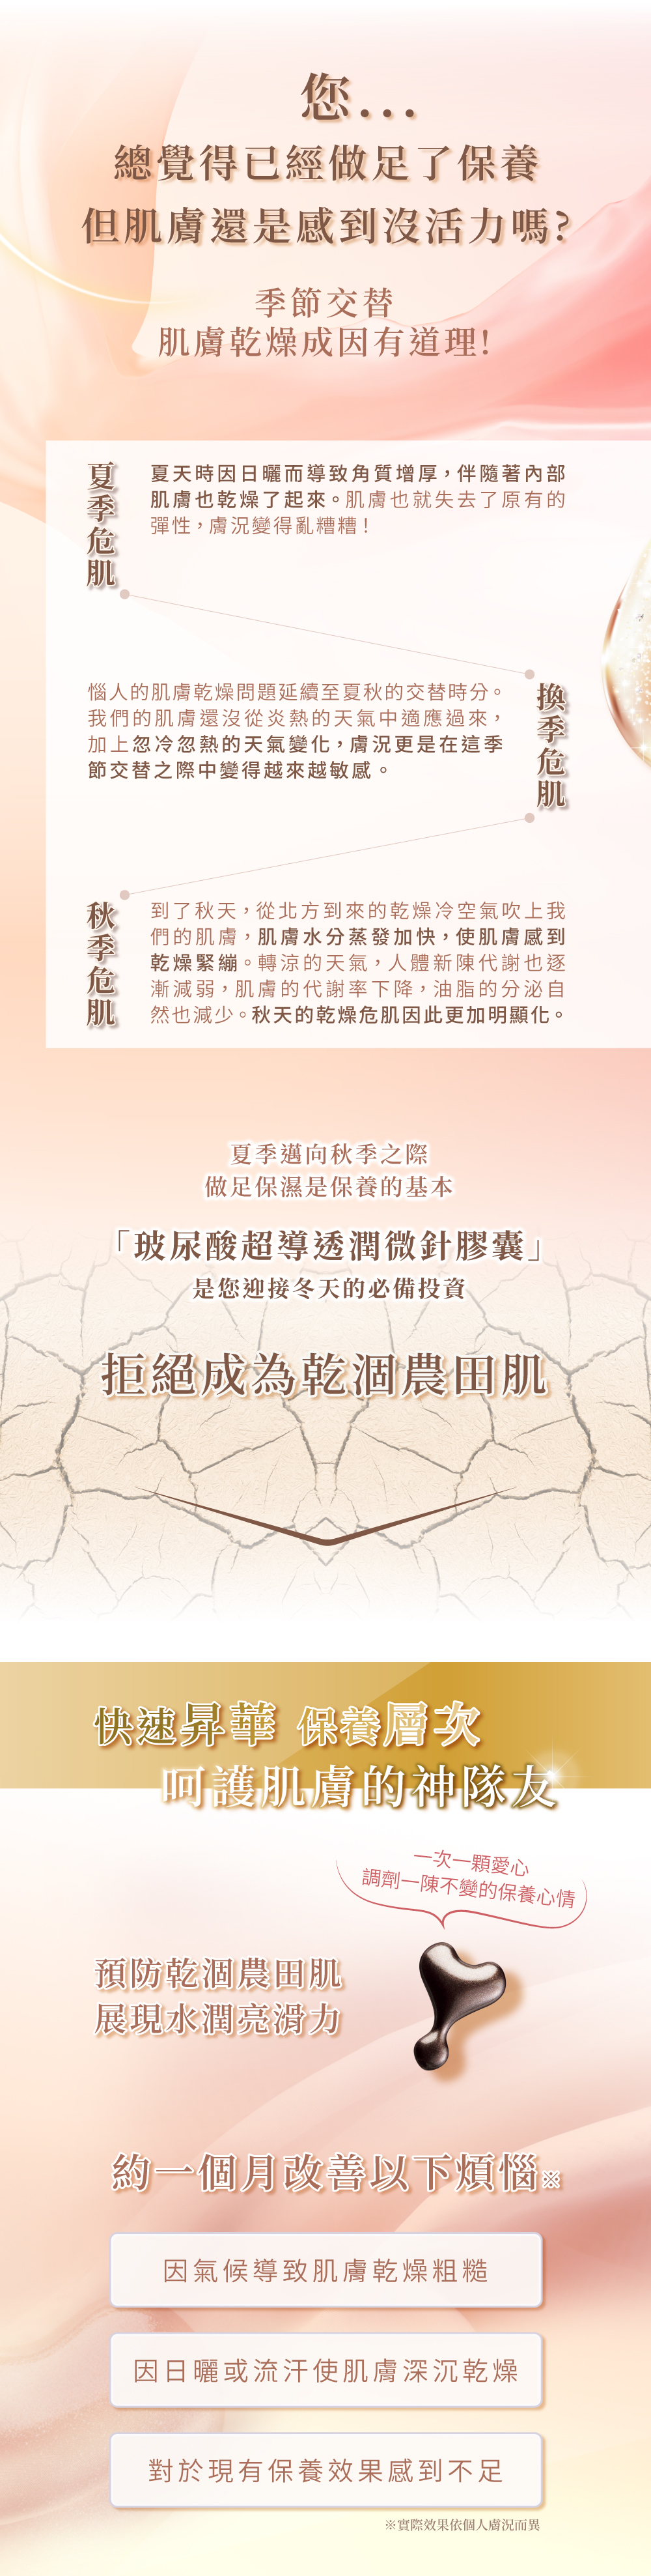 您...
總覺得已經做足了保養
但肌膚還是感到沒活力嗎?
季節交替
肌膚乾燥成因有道理!
夏季危肌
夏天時因日曬而導致角質增厚，伴隨著內部
肌膚也乾燥了起來。肌膚也就失去了原有的
彈性，膚況變得亂糟糟！
惱人的肌膚乾燥問題延續至夏秋的交替時分。
我們的肌膚還沒從炎熱的天氣中適應過來，
加上忽冷忽熱的天氣變化，膚況更是在這季
節交替之際中變得越來越敏感。
換季危肌
秋季危肌
到了秋天，從北方到來的乾燥冷空氣吹上我
們的肌膚，肌膚水分蒸發加快，使肌膚感到
乾燥緊繃。轉涼的天氣，人體新陳代謝也逐
漸減弱，肌膚的代謝率下降，油脂的分泌自
然也減少。秋天的乾燥危肌因此更加明顯化。
夏季邁向秋季之際
做足保濕是保養的基本
「玻尿酸超導透潤微針膠囊」
是您迎接冬天的必備投資
拒絕成為乾涸農田肌
快速昇華 保養層次
呵護肌膚的神隊友
一次一顆愛心
調劑一陳不變的保養心情
預防乾涸農田肌
展現水潤亮滑力
約一個月改善以下煩惱※
因氣候導致肌膚乾燥粗糙
因日曬或流汗使肌膚深沉乾燥
對於現有保養效果感到不足
※實際效果依個人膚況而異